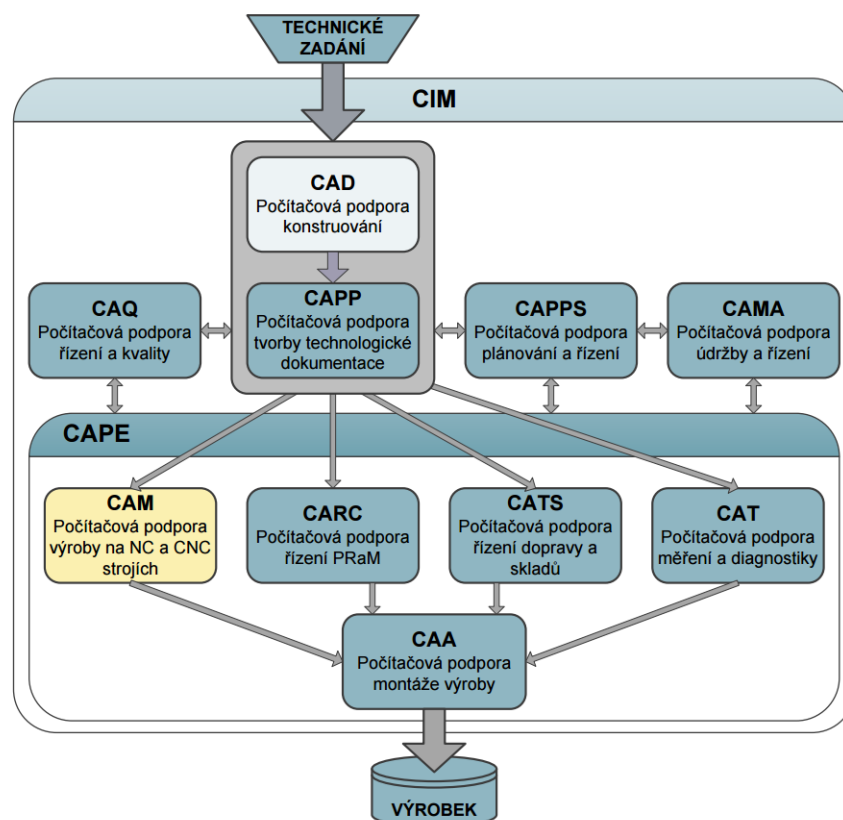 TECHNICKÉ
ZADÁNÍ
CIM
CAD
Počítačová podpora
konstruování
CAQ
Počítačová podpora
řízení a kvality
CAPP
Počítačová podpora
tvorby technologické
dokumentace
CAPPS
Počítačová podpora
plánování a řízení
CAMA
Počítačová podpora
údržby a řízení
CAPE
CAM
Počítačová podpora
výroby na NC a CNC
strojích
CARC
Počítačová podpora
řízení PRaM
CATS
Počítačová podpora
řízení dopravy a
skladů
CAT
Počítačová podpora
měření a diagnostiky
CAA
Počítačová podpora
montáže výroby
VÝROBEK